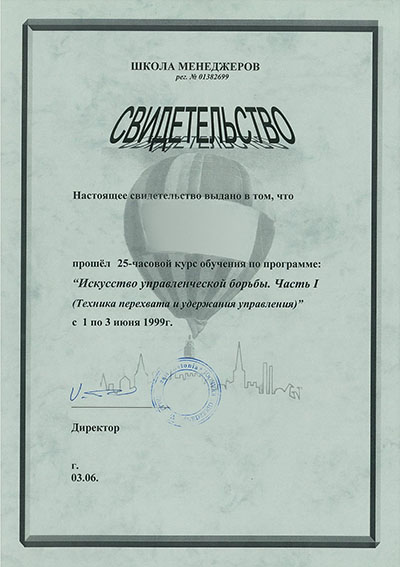 ШКОЛА МЕНЕДЖЕРОВ
рег. № 01382699
СВИДЕТЕЛЬСТВО
Настоящее свидетельство выдано в том, что
прошёл 25-часовой курс обучения по программе:
“Искусство управленческой борьбы. Часть I
(Техника перехвата и удержания управления)”
с 1 по 3 июня 1999г.
Директор
г.
03.06.